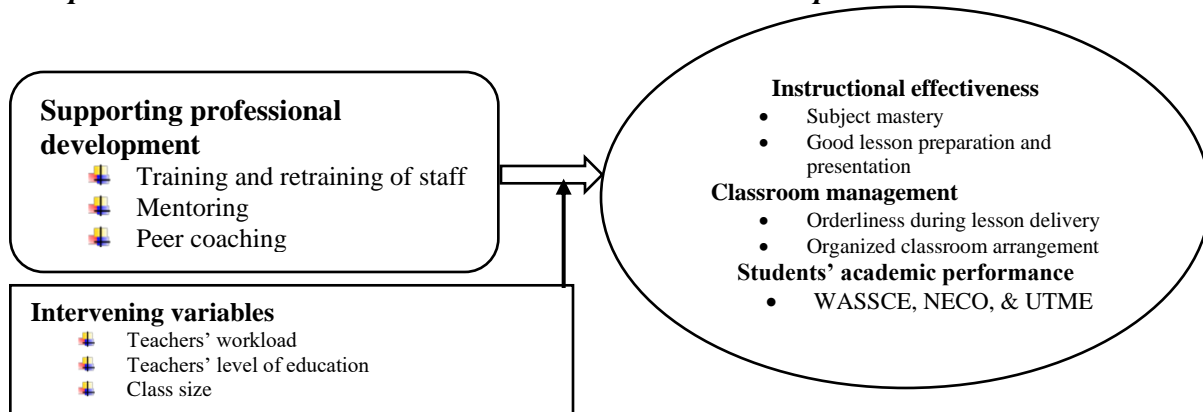 Supporting professional
development
Training and retraining of staff
Mentoring
Peer coaching
Intervening variables
Teachers' workload
Teachers' level of education
Class size
Instructional effectiveness
• Subject mastery
• Good lesson preparation and
presentation
Classroom management
• Orderliness during lesson delivery
• Organized classroom arrangement
Students' academic performance
• WASSCE, NECO, & UTME